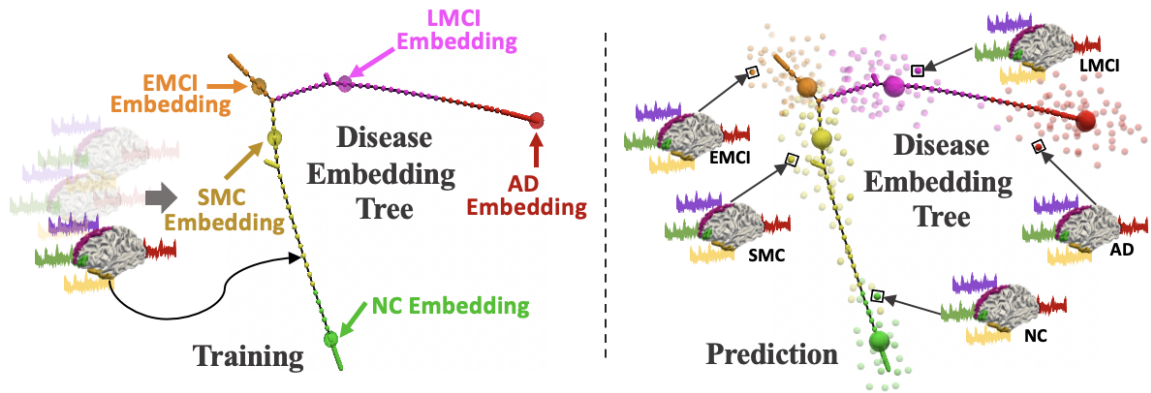 LMCI
Embedding
EMCI
Embedding
Disease
Embedding
Tree
SMC
Embedding
AD
Embedding
NC Embedding
Training
LMCI
EMCI
Disease
Embedding
Tree
SMC
AD
NC
Prediction